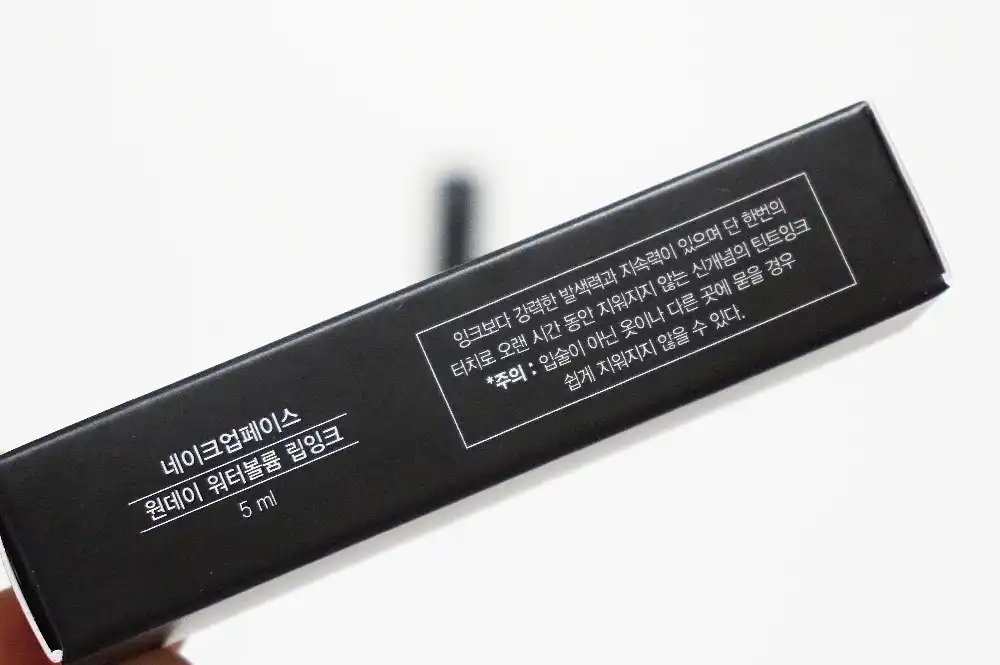 네이크업페이스
원데이 워터볼륨 립잉크
5 ml
잉크보다 강력한 발색력과 지속력이 있으며 단 한번의
터치로 오랜 시간 동안 지워지지 않는 신개념의 틴트잉크
*주의 : 입술이 아닌 옷이나 다른 곳에 묻을 경우
쉽게 지워지지 않을 수 있다.